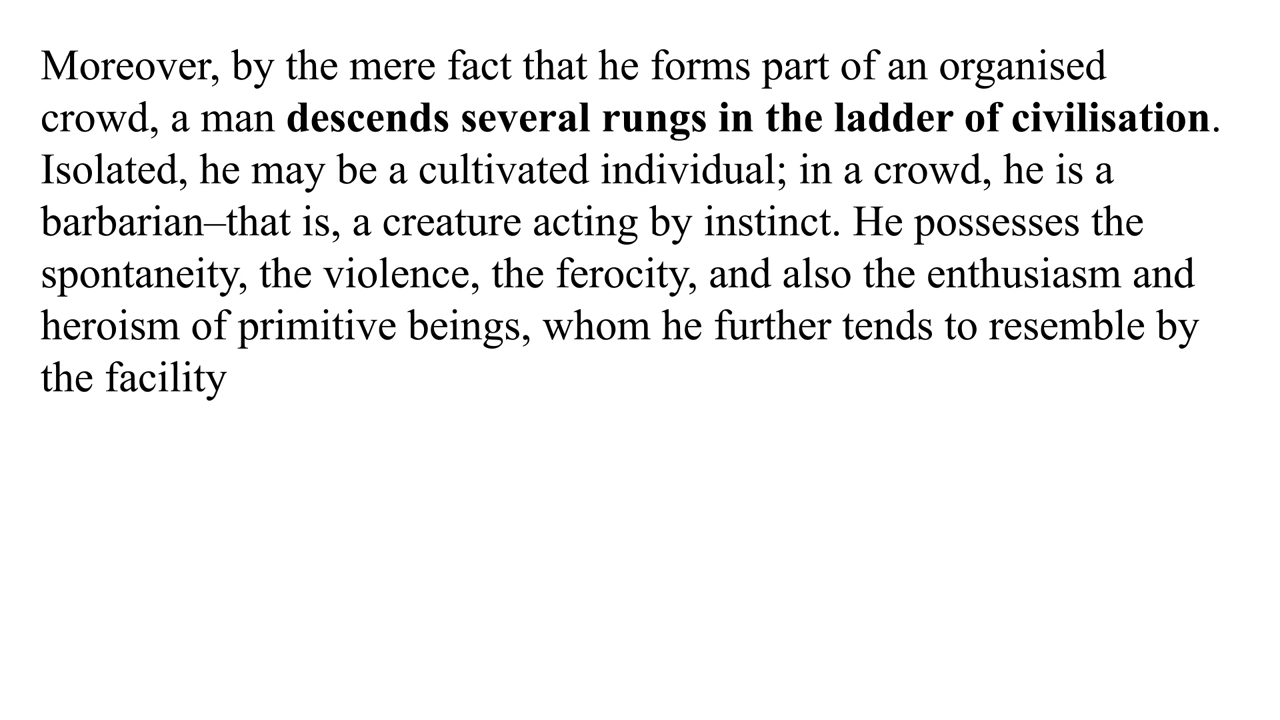 Moreover, by the mere fact that he forms part of an organised
crowd, a man descends several rungs in the ladder of civilisation.
Isolated, he may be a cultivated individual; in a crowd, he is a
barbarian–that is, a creature acting by instinct. He possesses the
spontaneity, the violence, the ferocity, and also the enthusiasm and
heroism of primitive beings, whom he further tends to resemble by
the facility